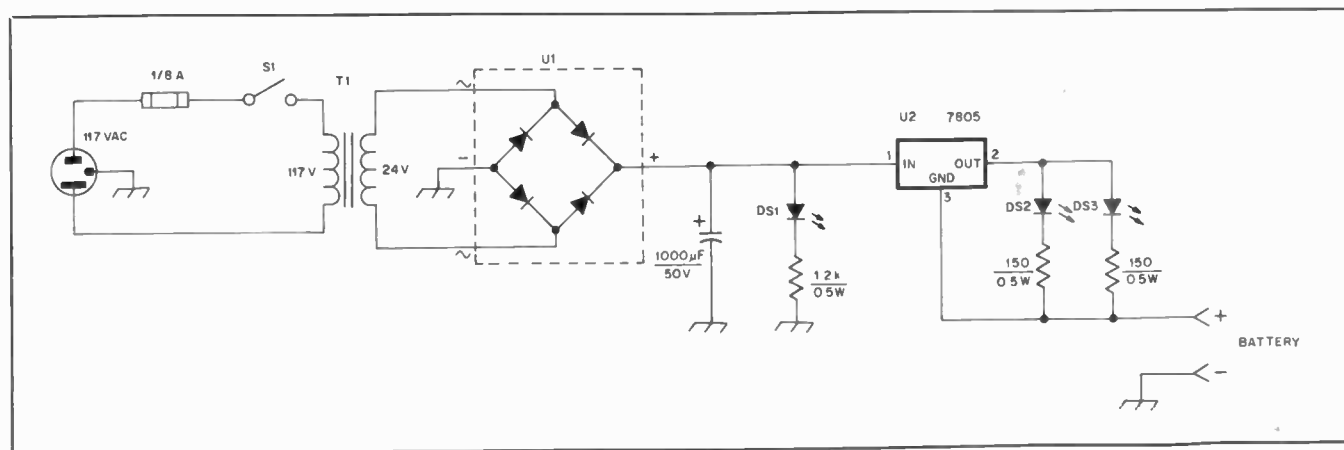 1/8 A
S1
T1
U1
117 VAC
117 V
24V
~
~
-
+
+
1000µF
50V
DS1
1.2k
0.5W
U2 7805
1
IN
OUT
2
GND
3
DS2
DS3
150
0.5W
150
0.5W
+
BATTERY
-